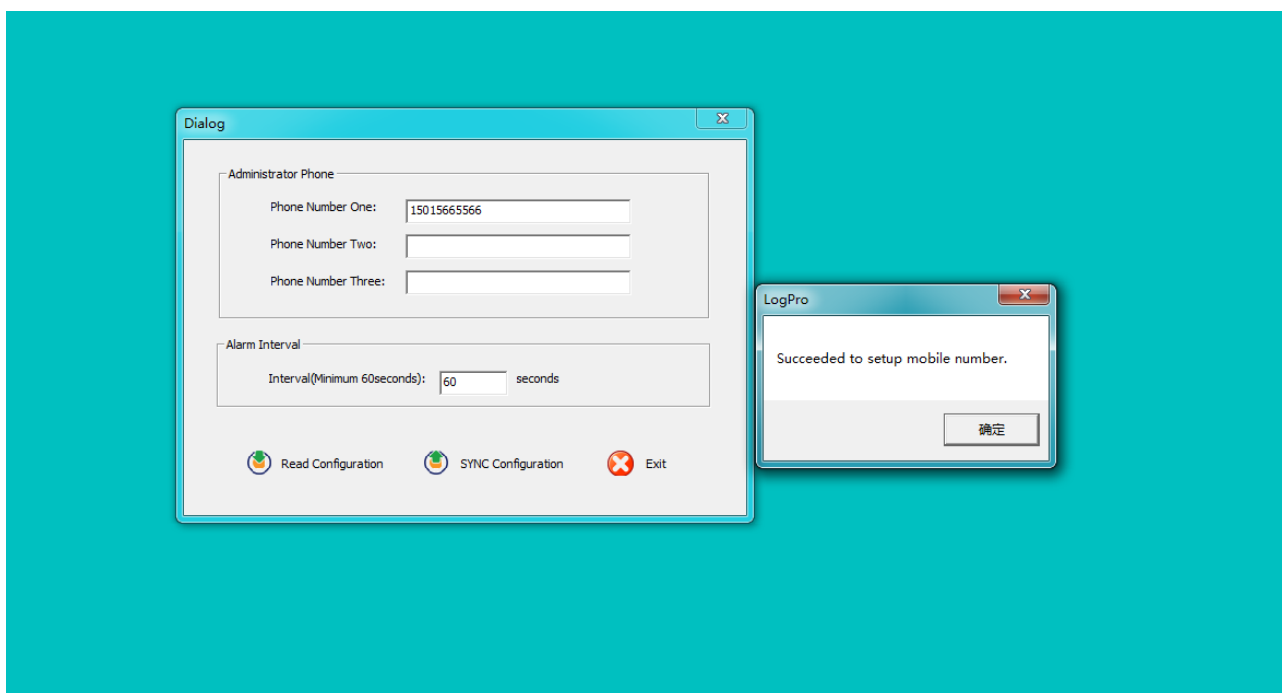 Dialog
Administrator Phone
Phone Number One: 15015665566
Phone Number Two:
Phone Number Three:
Alarm Interval
Interval(Minimum 60seconds): 60 seconds
Read Configuration SYNC Configuration Exit
LogPro
Succeeded to setup mobile number.
确定